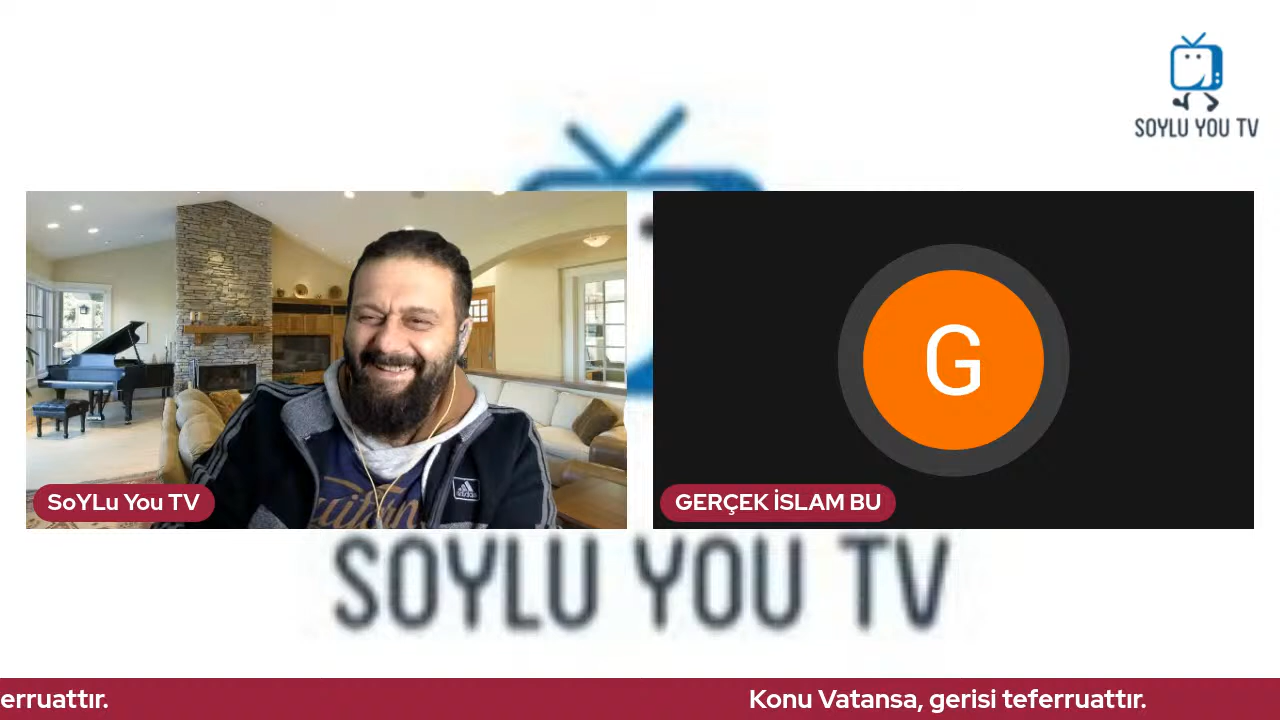 SOYLU YOU TV
SoYLu You TV
G
GERÇEK İSLAM BU
SOYLU YOU TV
erruattır.
Konu Vatansa, gerisi teferruattır.